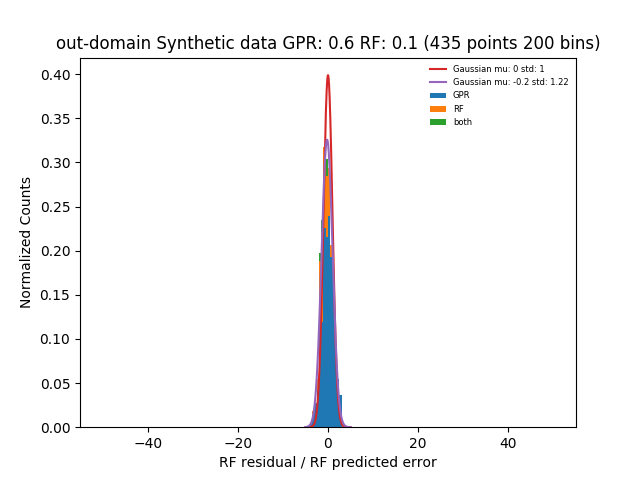 out-domain Synthetic data GPR: 0.6 RF: 0.1 (435 points 200 bins)
Gaussian mu: 0 std: 1
Gaussian mu: -0.2 std: 1.22
GPR
RF
both
0.40
0.35
0.30
0.25
0.20
0.15
0.10
0.05
0.00
Normalized Counts
−40
−20
0
20
40
RF residual / RF predicted error